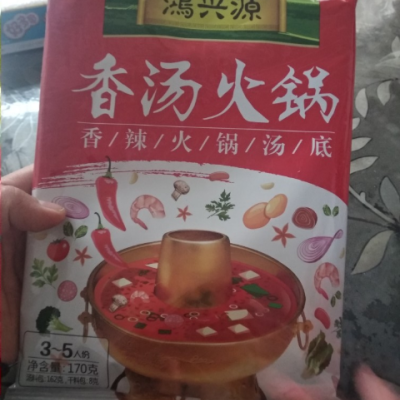 鸿兴源
香汤火锅
香/辣/火/锅/汤/底
3~5人的
净含量:170克